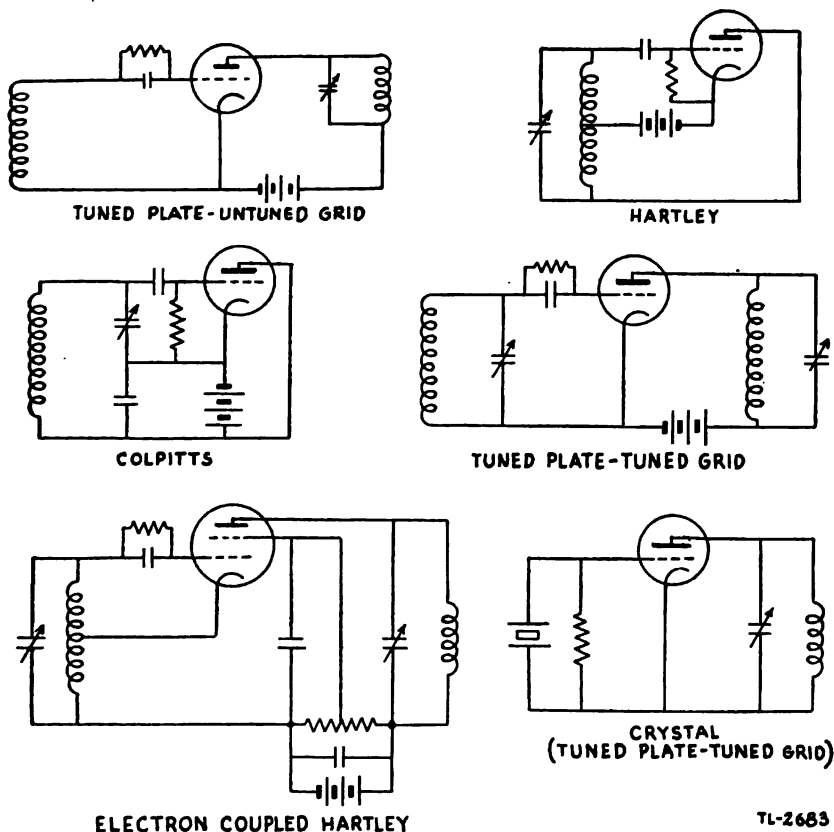 TUNED PLATE-UNTUNED GRID
HARTLEY
COLPITTS
TUNED PLATE-TUNED GRID
ELECTRON COUPLED HARTLEY
CRYSTAL
(TUNED PLATE-TUNED GRID)
TL-2683